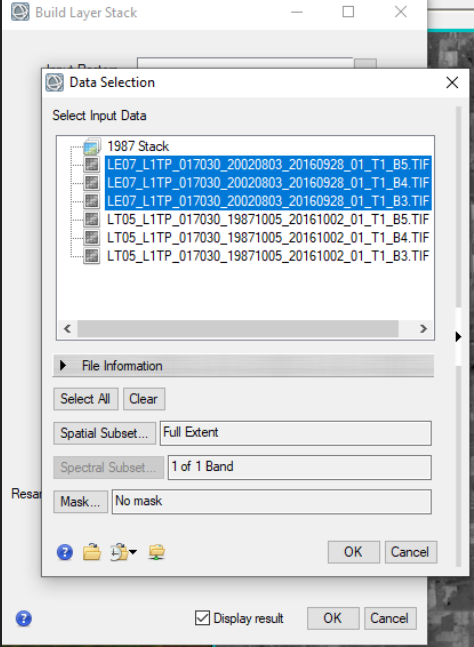 Build Layer Stack
Data Selection
Select Input Data
1987 Stack
LE07_L1TP_017030_20020803_20160928_01_T1_B5.TIF
LE07_L1TP_017030_20020803_20160928_01_T1_B4.TIF
LE07_L1TP_017030_20020803_20160928_01_T1_B3.TIF
LT05_L1TP_017030_19871005_20161002_01_T1_B5.TIF
LT05_L1TP_017030_19871005_20161002_01_T1_B4.TIF
LT05_L1TP_017030_19871005_20161002_01_T1_B3.TIF
File Information
Select All Clear
Spatial Subset... Full Extent
Spectral Subset... 1 of 1 Band
Resa
Mask... No mask
OK Cancel
Display result OK Cancel